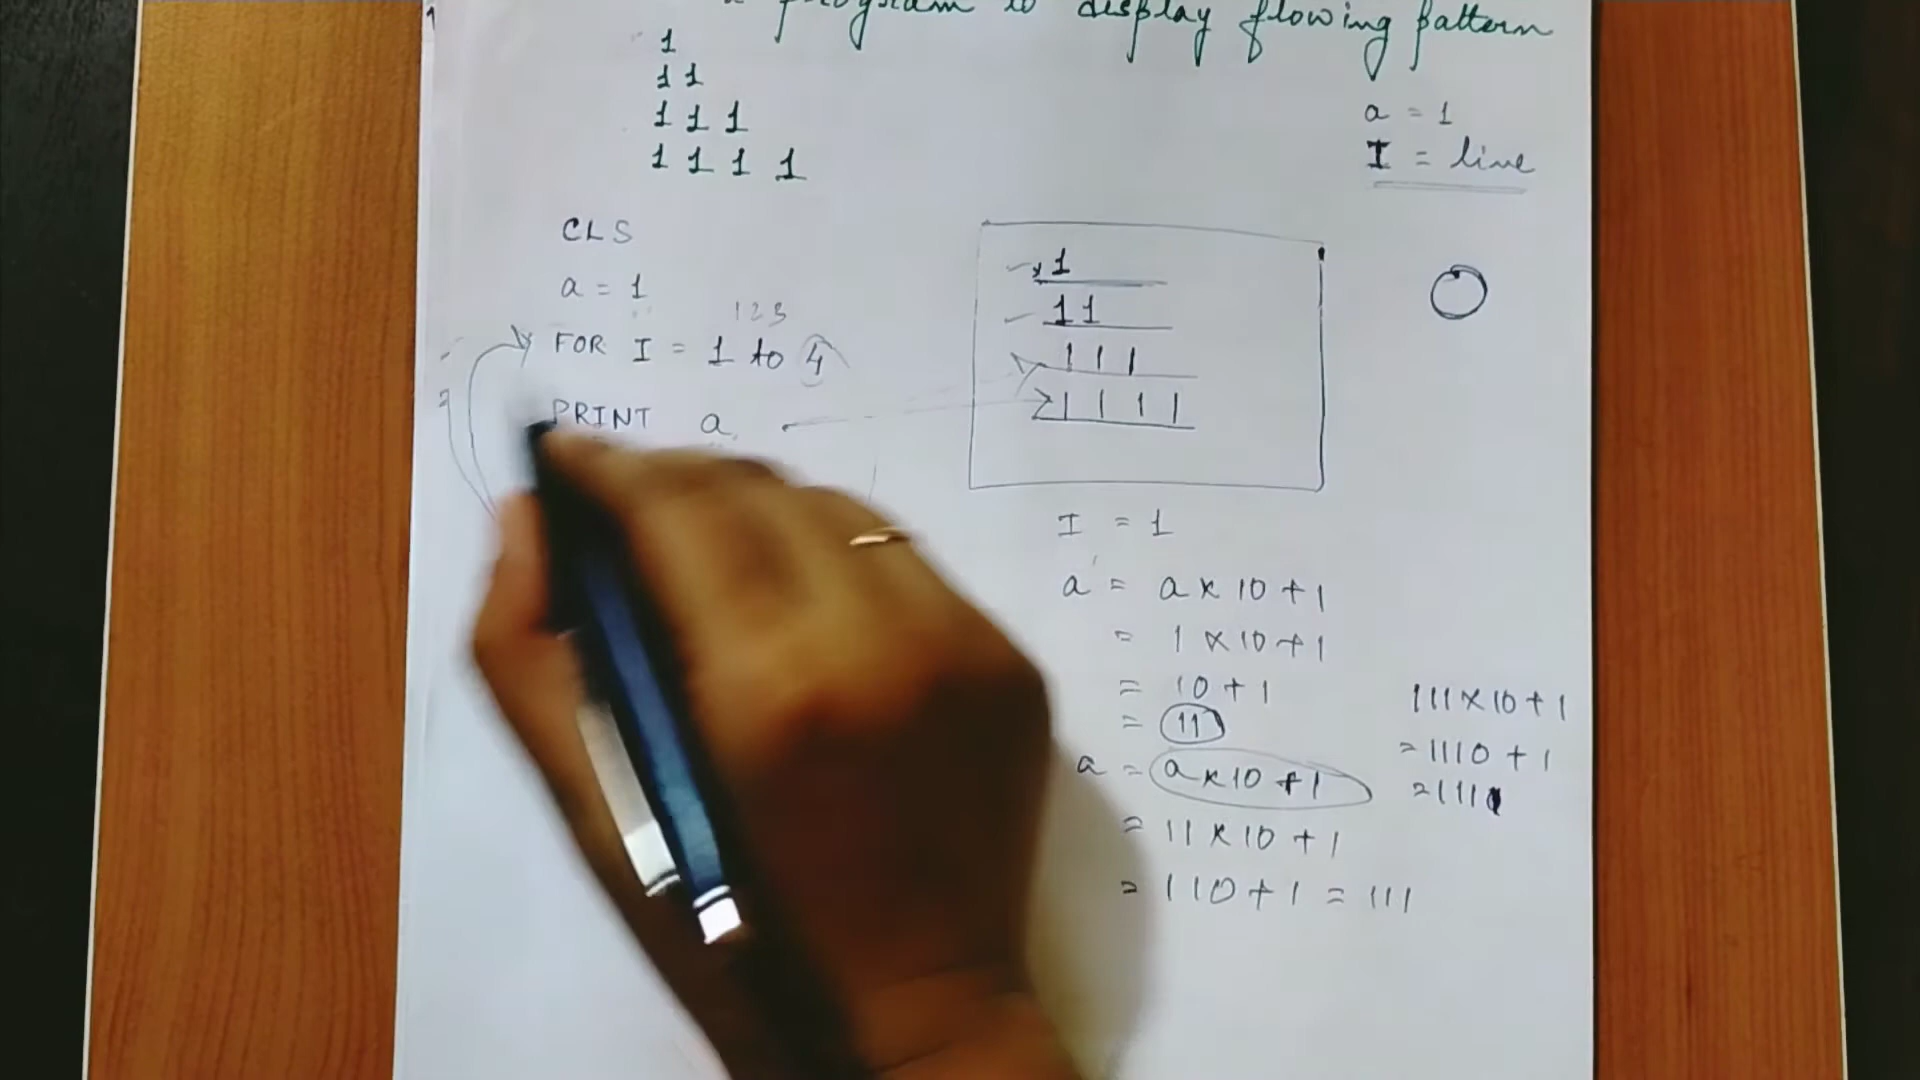 program to display flowing pattern
1
1 1
1 1 1
1 1 1 1
a = 1
I = line
CLS
a = 1
1 2 3
FOR I = 1 to 4
PRINT a
1
1 1
1 1 1
1 1 1 1
I = 1
a = a x 10 + 1
= 1 x 10 + 1
= 10 + 1
= 11
a = a x 10 + 1
= 11 x 10 + 1
= 110 + 1 = 111
111 x 10 + 1
= 1110 + 1
= 1111